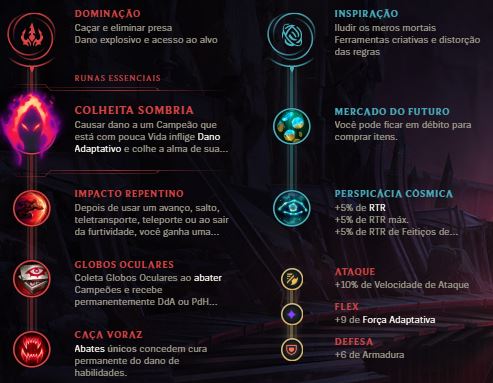 DOMINAÇÃO
Caçar e eliminar presa
Dano explosivo e acesso ao alvo
RUNAS ESSENCIAIS
COLHEITA SOMBRIA
Causar dano a um Campeão que
está com pouca Vida inflige Dano
Adaptativo e colhe a alma de sua...
IMPACTO REPENTINO
Depois de usar um avanço, salto,
teletransporte, teleporte ou ao sair
da furtividade, você ganha uma...
GLOBOS OCULARES
Coleta Globos Oculares ao abater
Campeões e recebe
permanentemente DdA ou PdH...
CAÇA VORAZ
Abates únicos concedem cura
permanente do dano de
habilidades.
INSPIRAÇÃO
Iludir os meros mortais
Ferramentas criativas e distorção
das regras
MERCADO DO FUTURO
Você pode ficar em débito para
comprar itens.
PERSPICÁCIA CÓSMICA
+5% de RTR
+5% de RTR máx.
+5% de RTR de Feitiços de...
ATAQUE
+10% de Velocidade de Ataque
FLEX
+9 de Força Adaptativa
DEFESA
+6 de Armadura